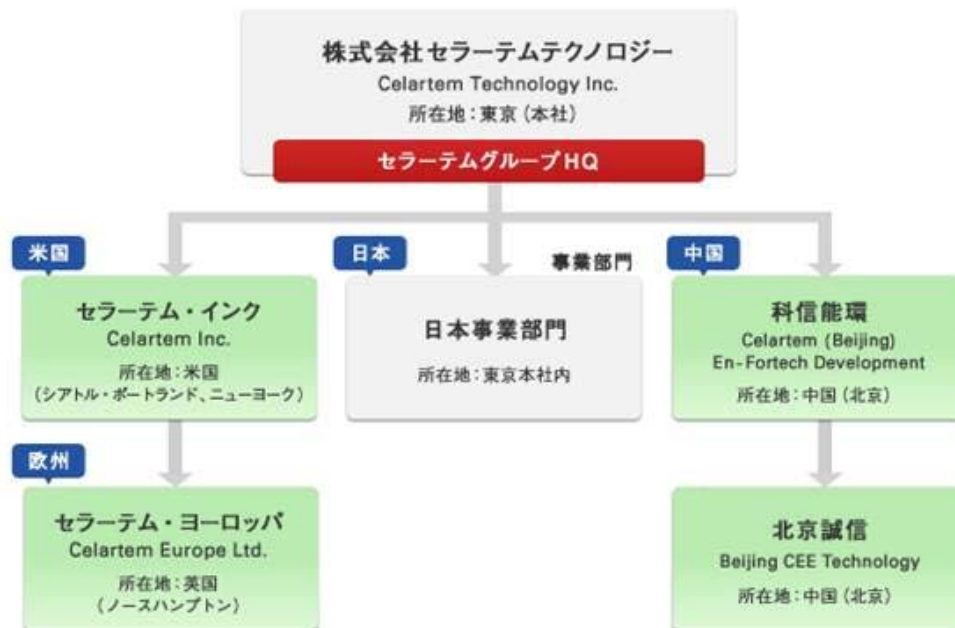 株式会社セラーテムテクノロジー
Celartem Technology Inc.
所在地：東京（本社）
セラーテムグループHQ
米国
セラーテム・インク
Celartem Inc.
所在地：米国
（シアトル・ポートランド、ニューヨーク）
日本
事業部門
日本事業部門
所在地：東京本社内
中国
科信能環
Celartem (Beijing)
En-Fortech Development
所在地：中国（北京）
欧州
セラーテム・ヨーロッパ
Celartem Europe Ltd.
所在地：英国
（ノースハンプトン）
北京誠信
Beijing CEE Technology
所在地：中国（北京）